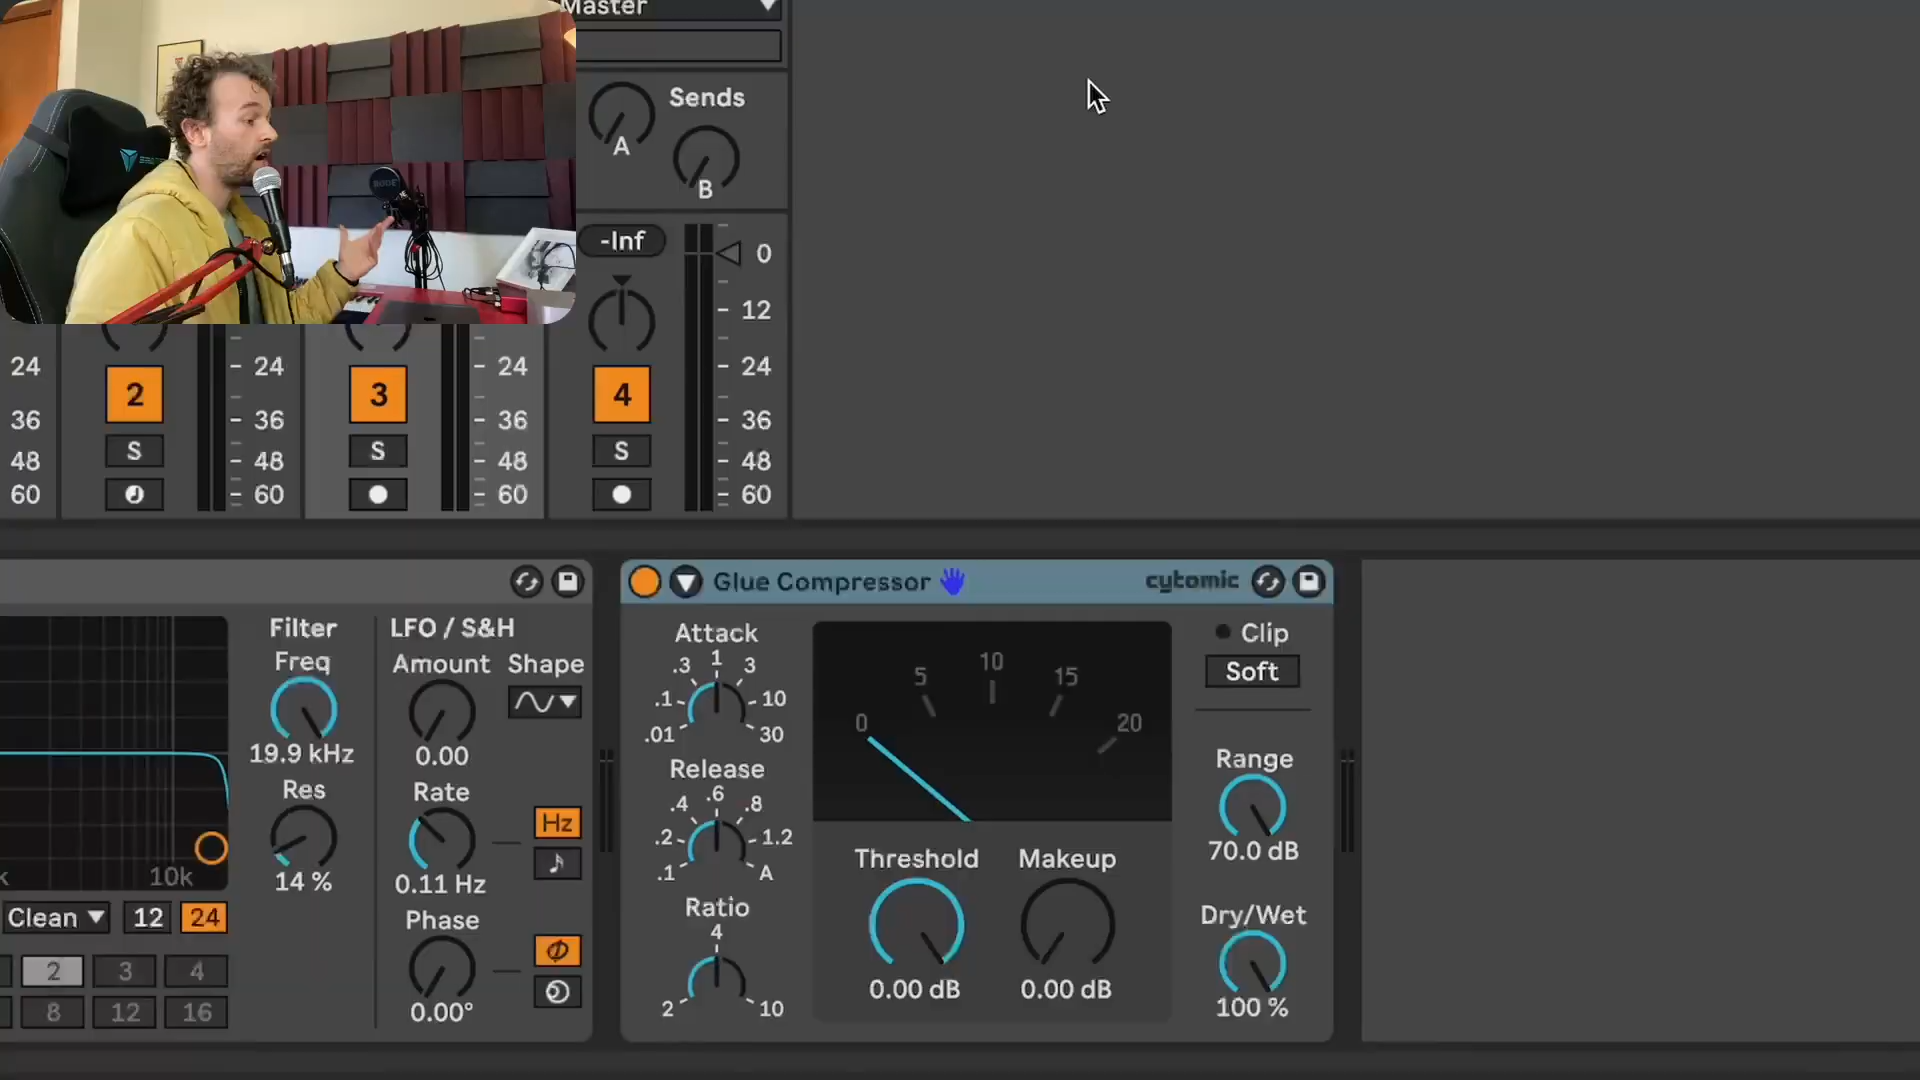 Master
Sends
A
B
-Inf
0
12
24
36
48
60
24
36
48
60
24
36
48
60
24
36
48
60
2
3
4
S
S
S
RODE
Filter
Freq
19.9 kHz
Res
14 %
10k
k
Clean
12
24
2
3
4
8
12
16
LFO / S&H
Amount
Shape
0.00
Rate
Hz
0.11 Hz
Phase
0.00°
Glue Compressor
cytomic
Attack
.01
.1
.3
1
3
10
30
Release
.1
.2
.4
.6
.8
1.2
A
Ratio
2
4
10
0
5
10
15
20
Threshold
0.00 dB
Makeup
0.00 dB
Clip
Soft
Range
70.0 dB
Dry/Wet
100 %